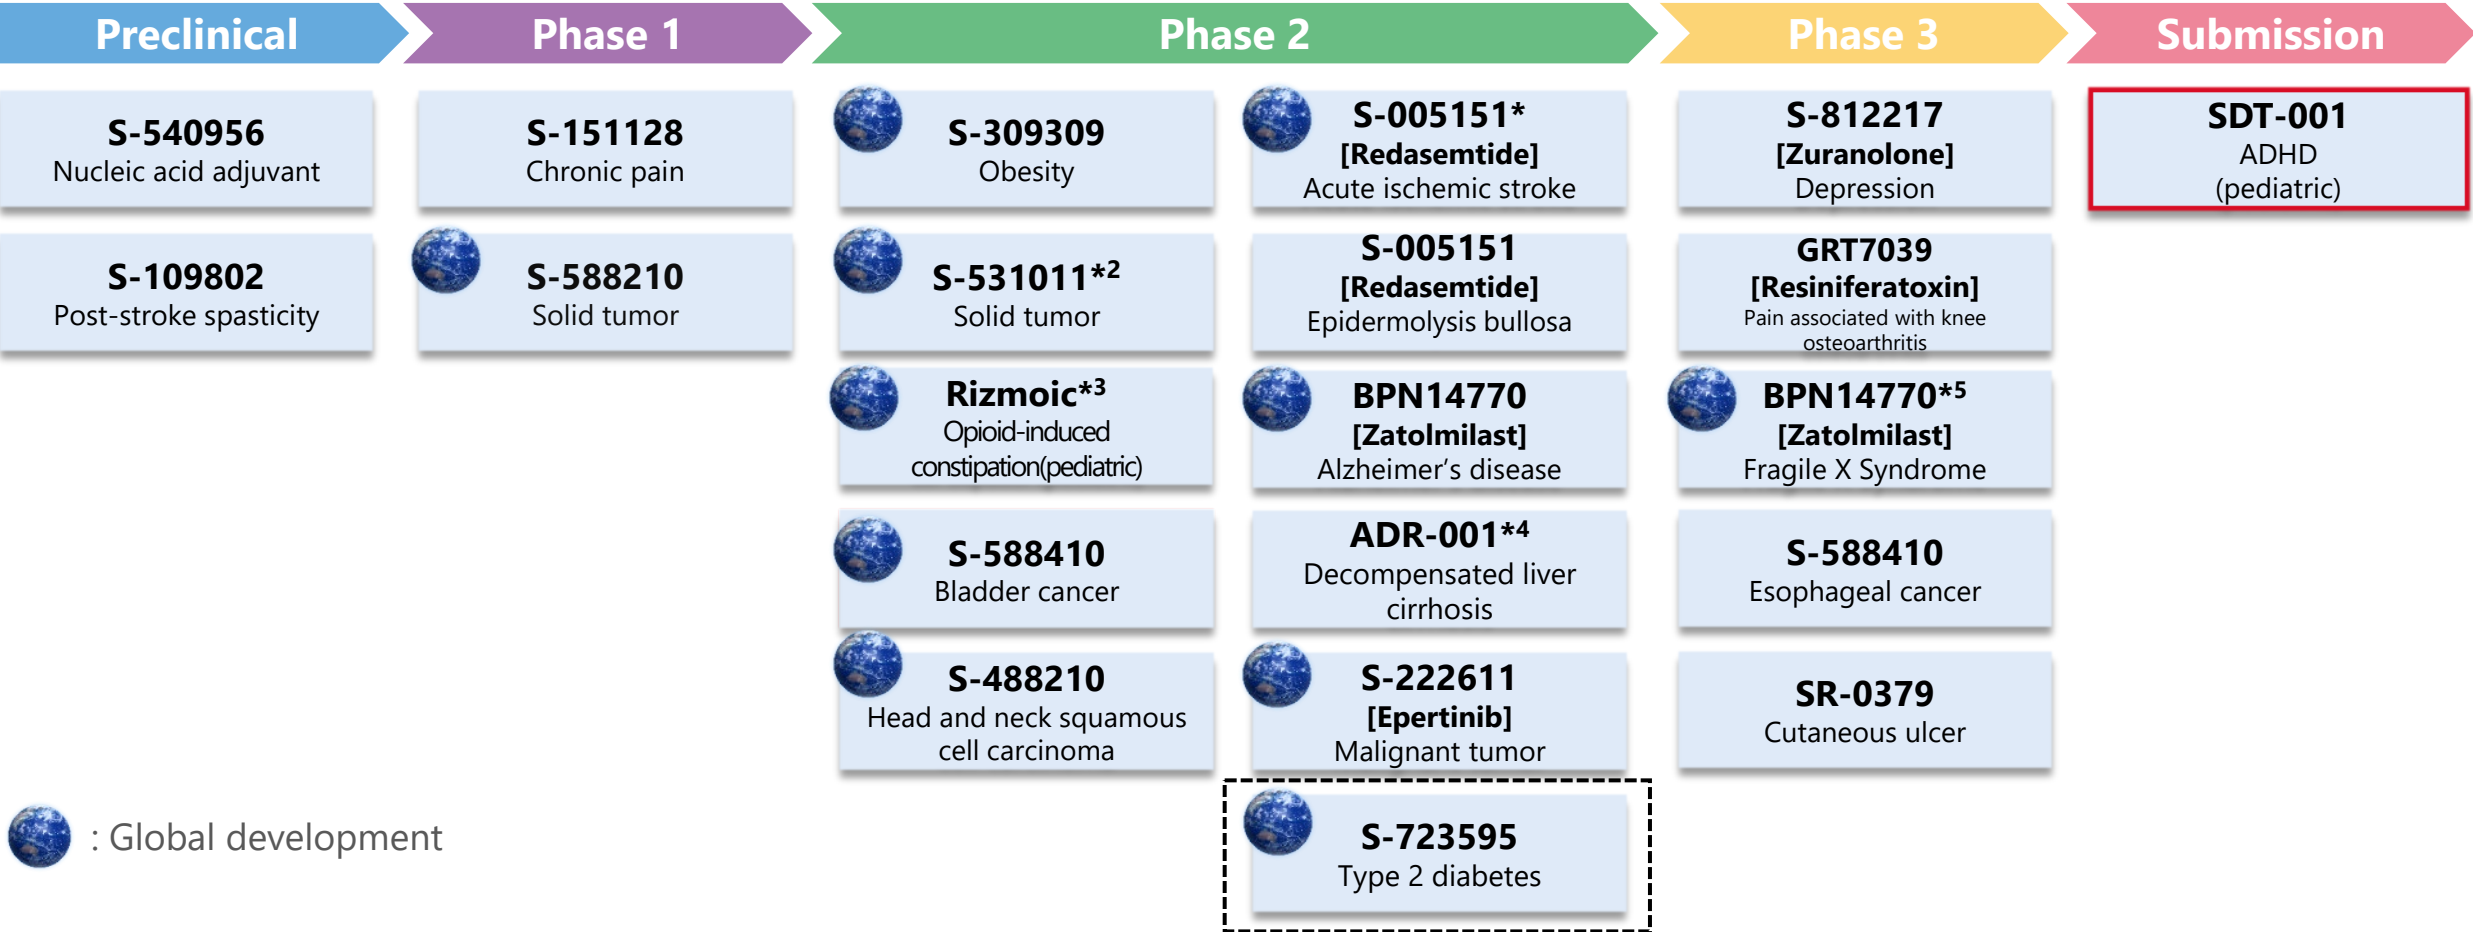 Preclinical
Phase 1
Phase 2
Phase 3
Submission
S-540956
Nucleic acid adjuvant
S-109802
Post-stroke spasticity
S-151128
Chronic pain
S-588210
Solid tumor
S-309309
Obesity
S-531011*2
Solid tumor
Rizmoic*3
Opioid-induced
constipation(pediatric)
S-588410
Bladder cancer
S-488210
Head and neck squamous
cell carcinoma
S-005151*
[Redasemtide]
Acute ischemic stroke
S-005151
[Redasemtide]
Epidermolysis bullosa
BPN14770
[Zatolmilast]
Alzheimer’s disease
ADR-001*4
Decompensated liver
cirrhosis
S-222611
[Epertinib]
Malignant tumor
S-723595
Type 2 diabetes
S-812217
[Zuranolone]
Depression
GRT7039
[Resiniferatoxin]
Pain associated with knee
osteoarthritis
BPN14770*5
[Zatolmilast]
Fragile X Syndrome
S-588410
Esophageal cancer
SR-0379
Cutaneous ulcer
SDT-001
ADHD
(pediatric)
: Global development